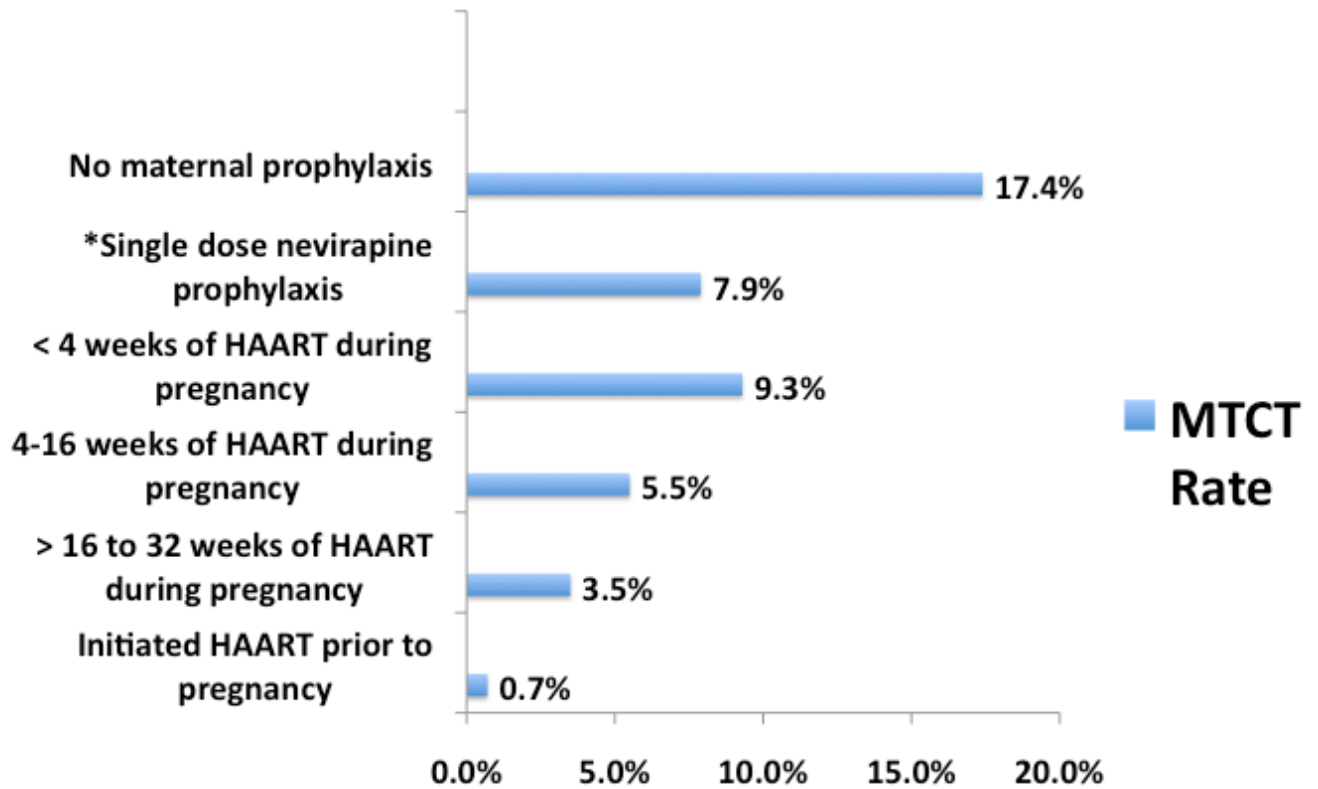 No maternal prophylaxis
17.4%
*Single dose nevirapine
prophylaxis
7.9%
< 4 weeks of HAART during
pregnancy
9.3%
4-16 weeks of HAART during
pregnancy
5.5%
> 16 to 32 weeks of HAART
during pregnancy
3.5%
Initiated HAART prior to
pregnancy
0.7%
0.0% 5.0% 10.0% 15.0% 20.0%
MTCT
Rate